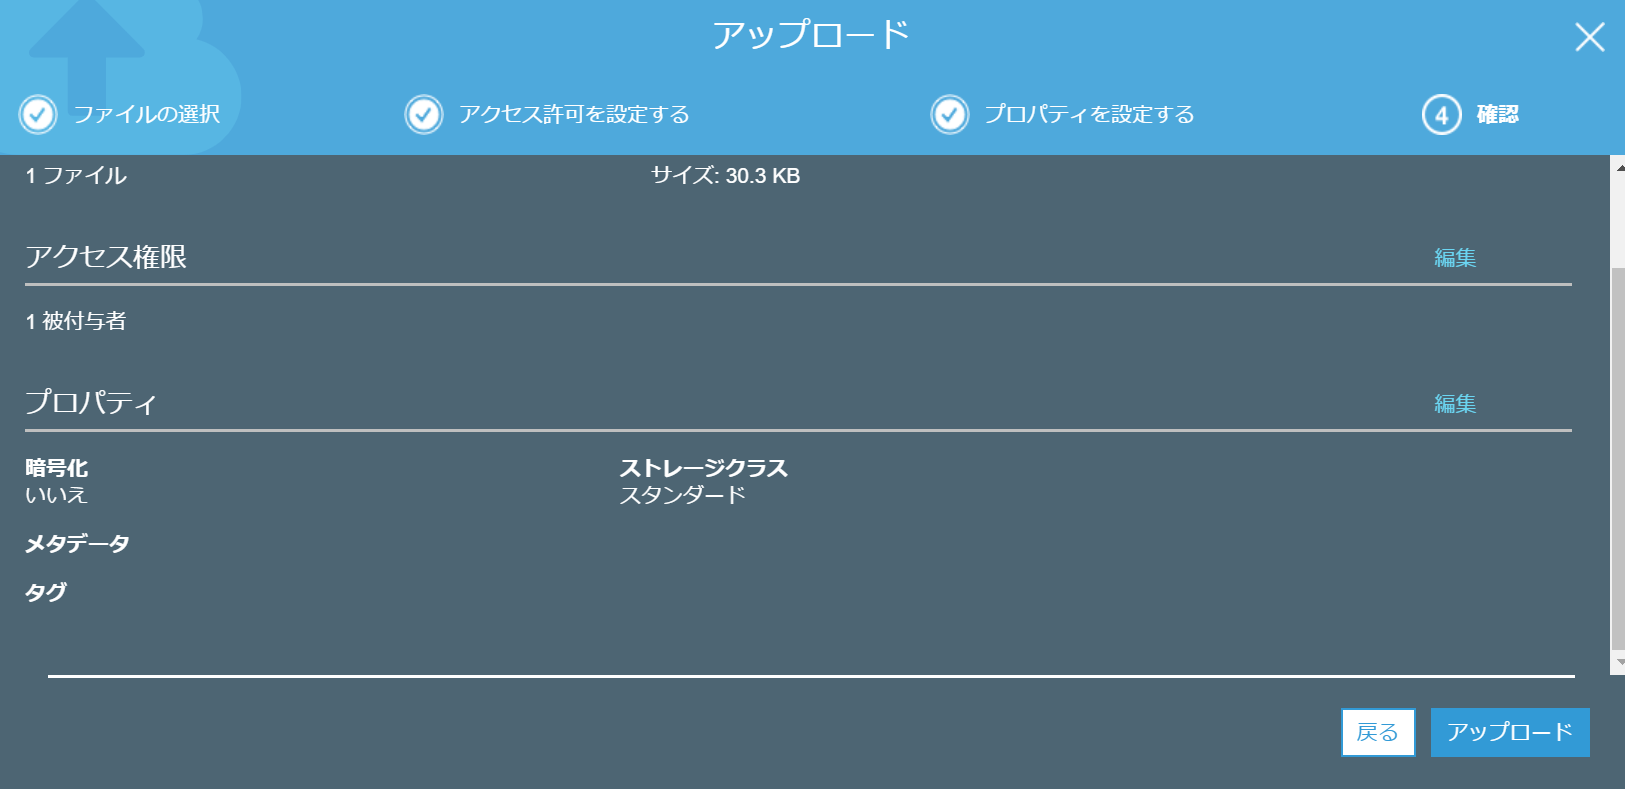 アップロード
ファイルの選択
アクセス許可を設定する
プロパティを設定する
4 確認
1 ファイル
サイズ: 30.3 KB
アクセス権限
編集
1 被付与者
プロパティ
編集
暗号化
ストレージクラス
いいえ
スタンダード
メタデータ
タグ
戻る
アップロード